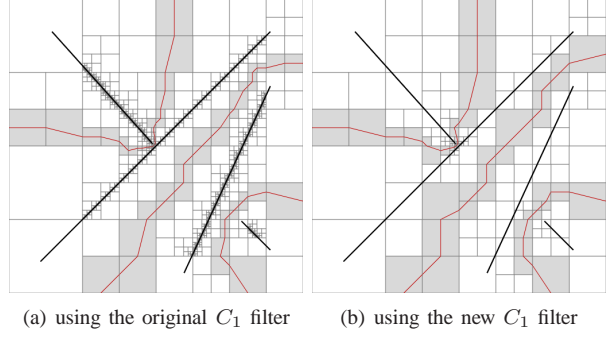 (a) using the original C₁ filter
(b) using the new C₁ filter